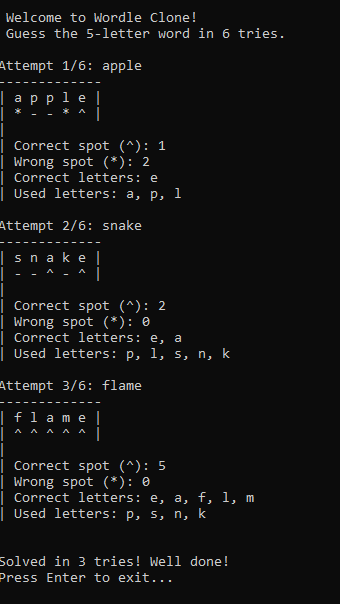 Welcome to Wordle Clone!
Guess the 5-letter word in 6 tries.
Attempt 1/6: apple
-------------
| a p p l e |
| * - - * ^ |
|
| Correct spot (^): 1
| Wrong spot (*): 2
| Correct letters: e
| Used letters: a, p, l
Attempt 2/6: snake
-------------
| s n a k e |
| - - ^ - ^ |
|
| Correct spot (^): 2
| Wrong spot (*): 0
| Correct letters: e, a
| Used letters: p, l, s, n, k
Attempt 3/6: flame
-------------
| f l a m e |
| ^ ^ ^ ^ ^ |
|
| Correct spot (^): 5
| Wrong spot (*): 0
| Correct letters: e, a, f, l, m
| Used letters: p, s, n, k
Solved in 3 tries! Well done!
Press Enter to exit...